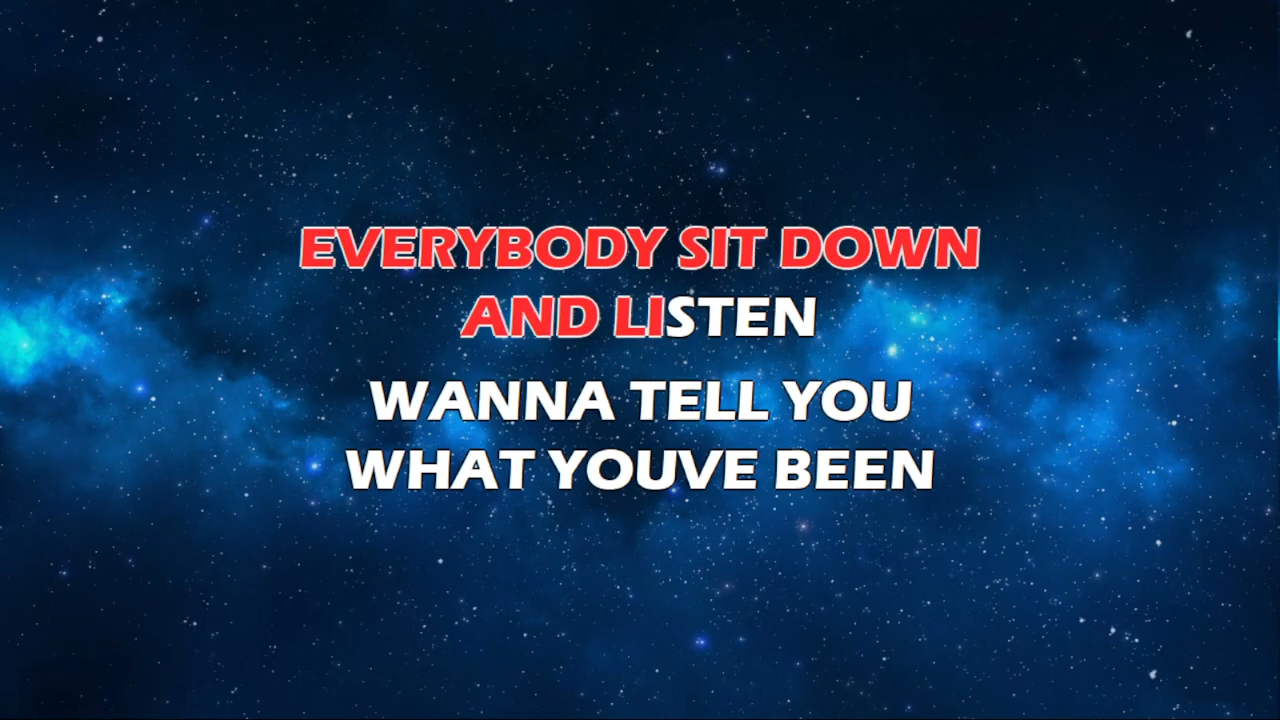 EVERYBODY SIT DOWN
AND LISTEN
WANNA TELL YOU
WHAT YOUVE BEEN